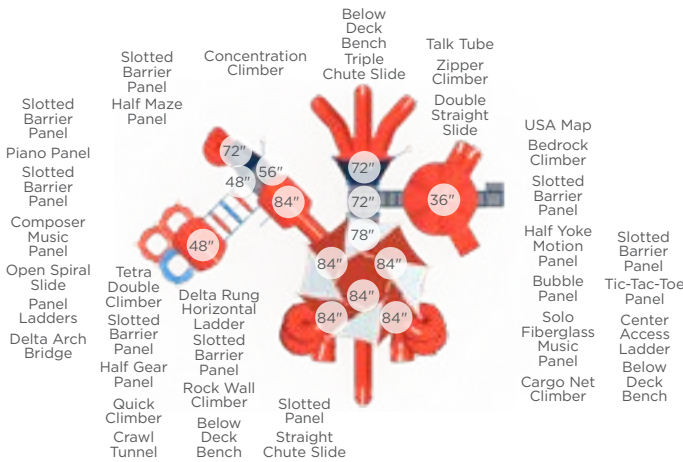 Below
Deck
Bench
Triple
Chute Slide
Talk Tube
Zipper
Climber
Double
Straight
Slide
Concentration
Climber
Slotted
Barrier
Panel
Half Maze
Panel
Slotted
Barrier
Panel
Piano Panel
Slotted
Barrier
Panel
Composer
Music
Panel
Open Spiral
Slide
Panel
Ladders
Delta Arch
Bridge
72"
56"
48"
84"
48"
72"
72"
78"
36"
84"
84"
84"
84"
84"
USA Map
Bedrock
Climber
Slotted
Barrier
Panel
Half Yoke
Motion
Panel
Bubble
Panel
Solo
Fiberglass
Music
Panel
Cargo Net
Climber
Slotted
Barrier
Panel
Tic-Tac-Toe
Panel
Center
Access
Ladder
Below
Deck
Bench
Tetra
Double
Climber
Slotted
Barrier
Panel
Half Gear
Panel
Quick
Climber
Crawl
Tunnel
Delta Rung
Horizontal
Ladder
Slotted
Barrier
Panel
Rock Wall
Climber
Below
Deck
Bench
Slotted
Panel
Straight
Chute Slide